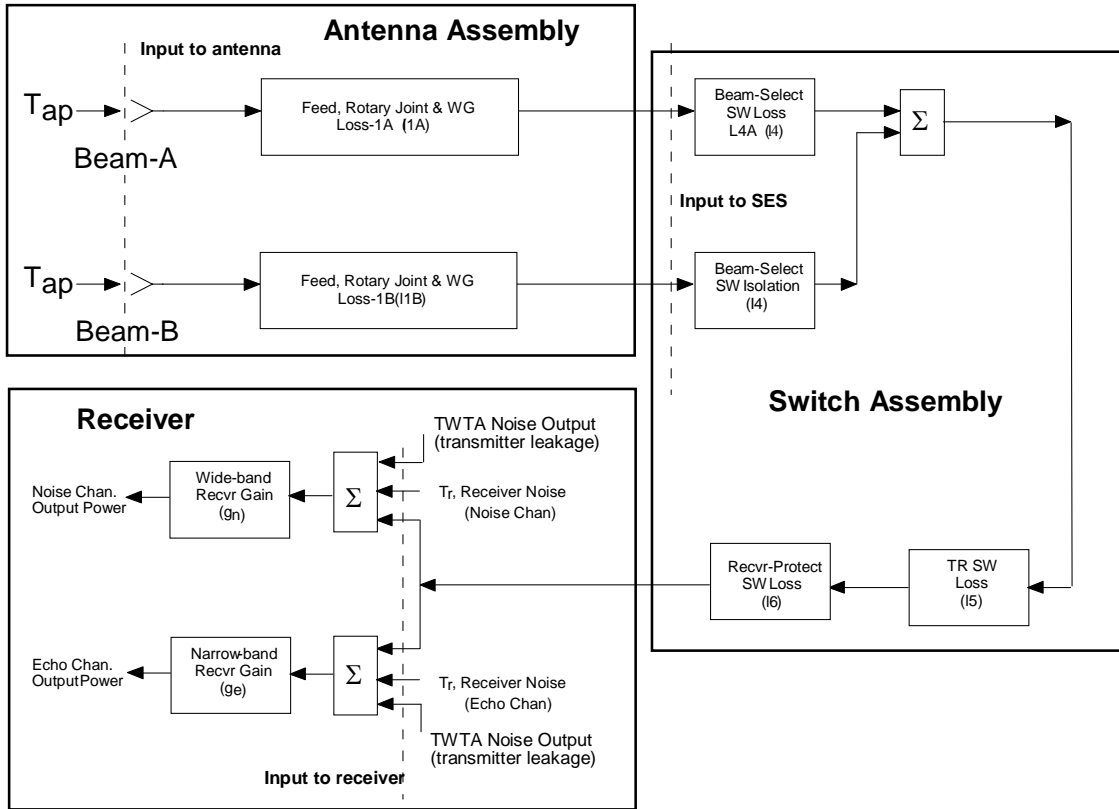 Antenna Assembly
Input to antenna
Tap
Beam-A
Feed, Rotary Joint & WG
Loss-1A (l1A)
Beam-Select
SW Loss
L4A (l4)
Σ
Input to SES
Tap
Beam-B
Feed, Rotary Joint & WG
Loss-1B(l1B)
Beam-Select
SW Isolation
(I4)
Switch Assembly
Recvr-Protect
SW Loss
(l6)
TR SW
Loss
(l5)
Receiver
TWTA Noise Output
(transmitter leakage)
Noise Chan.
Output Power
Wide-band
Recvr Gain
(gn)
Σ
Tr, Receiver Noise
(Noise Chan)
Echo Chan.
Output Power
Narrow-band
Recvr Gain
(ge)
Σ
Tr, Receiver Noise
(Echo Chan)
TWTA Noise Output
(transmitter leakage)
Input to receiver